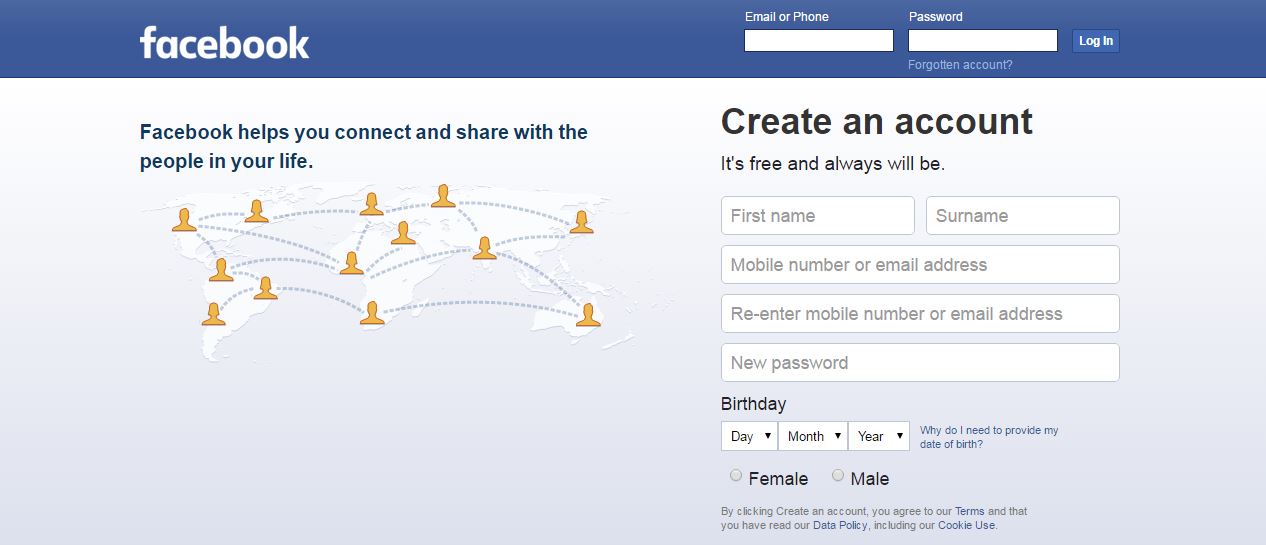 facebook
Email or Phone
Password
Log In
Forgotten account?
Facebook helps you connect and share with the
people in your life.
Create an account
It's free and always will be.
First name
Surname
Mobile number or email address
Re-enter mobile number or email address
New password
Birthday
Day
Month
Year
Why do I need to provide my
date of birth?
Female
Male
By clicking Create an account, you agree to our Terms and that
you have read our Data Policy, including our Cookie Use.